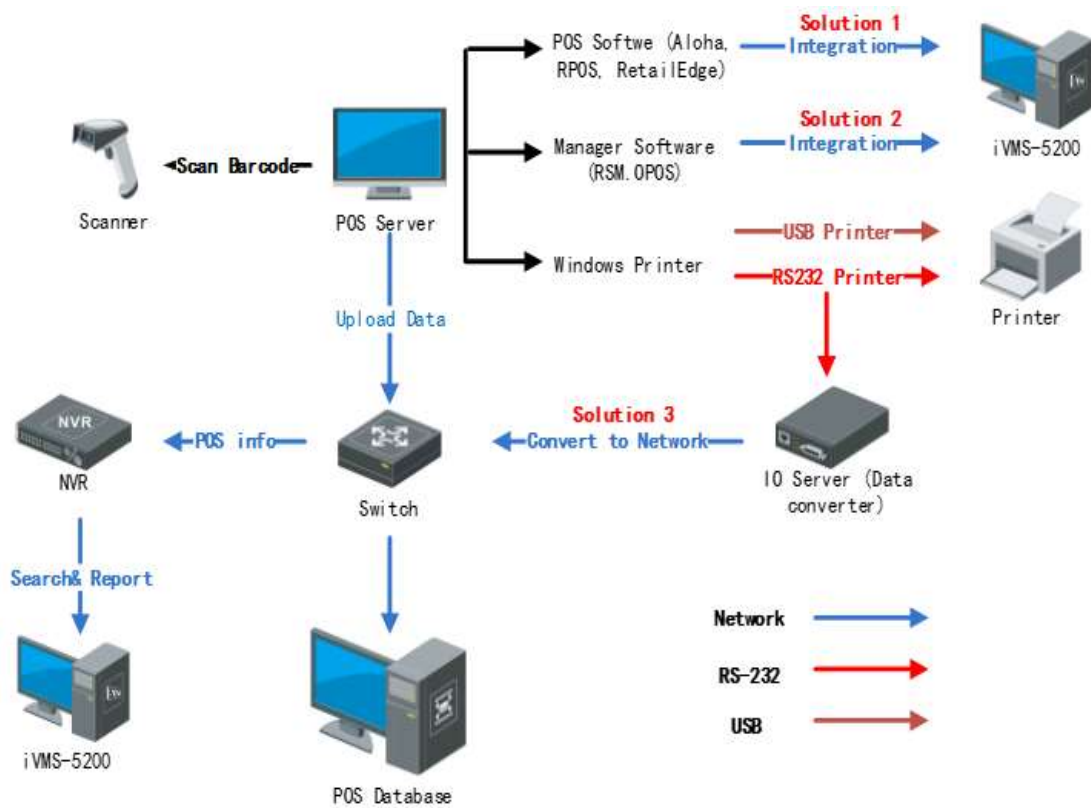 Solution 1
POS Softwe (Aloha,
RPOS, RetailEdge)
Integration
Solution 2
Manager Software
(RSM.OPOS)
Integration
iVMS-5200
Scan Barcode
Scanner
POS Server
USB Printer
Windows Printer
RS232 Printer
Printer
Upload Data
Solution 3
NVR
POS info
Convert to Network
NVR
Switch
IO Server (Data
converter)
Search& Report
Network
RS-232
USB
iVMS-5200
POS Database